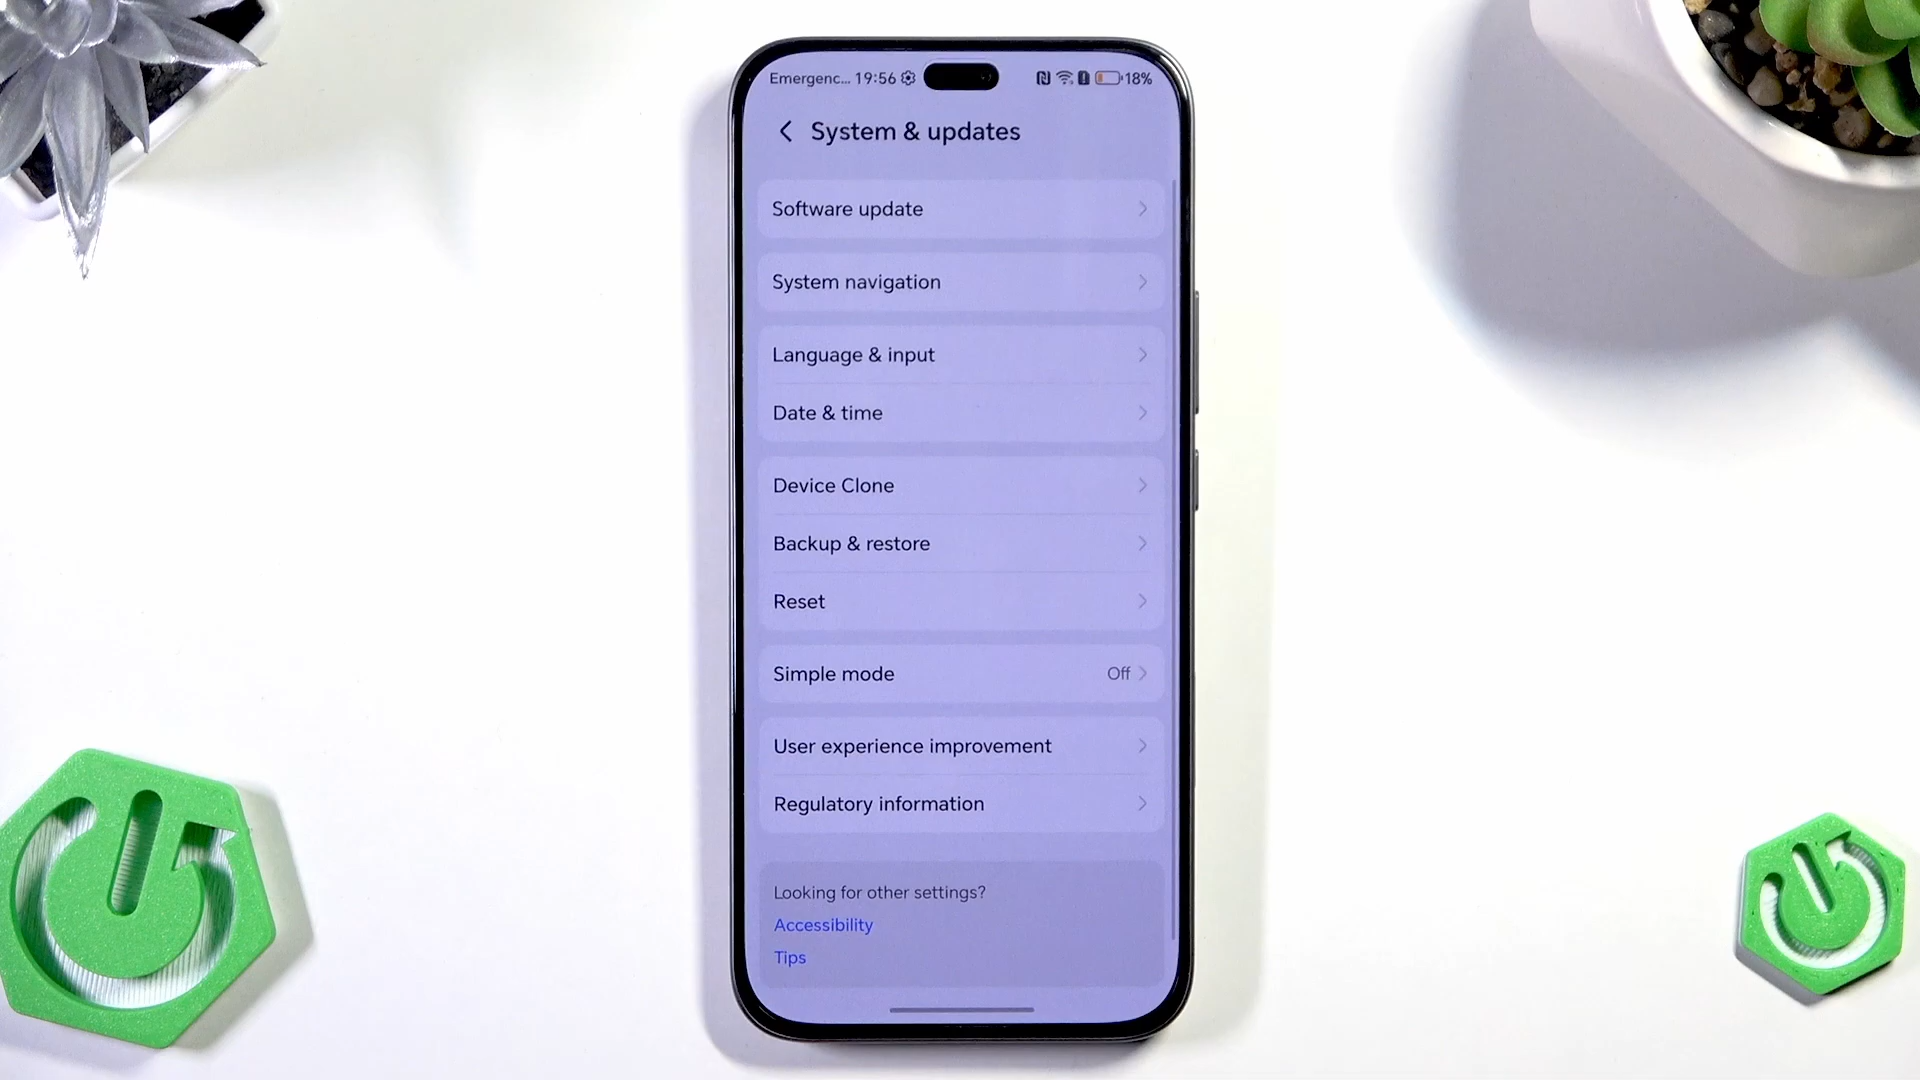 Emergenc... 19:56 18%
System & updates
Software update
System navigation
Language & input
Date & time
Device Clone
Backup & restore
Reset
Simple mode Off
User experience improvement
Regulatory information
Looking for other settings?
Accessibility
Tips